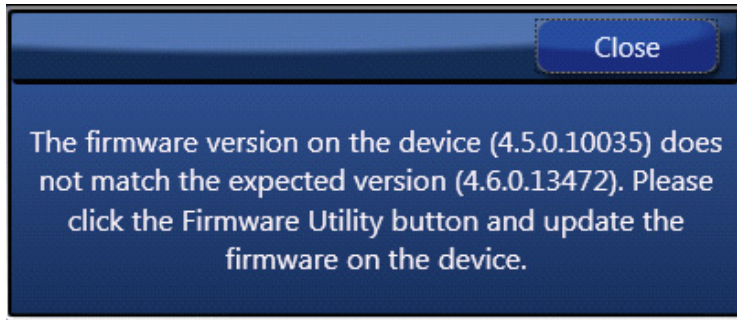 Close
The firmware version on the device (4.5.0.10035) does
not match the expected version (4.6.0.13472). Please
click the Firmware Utility button and update the
firmware on the device.